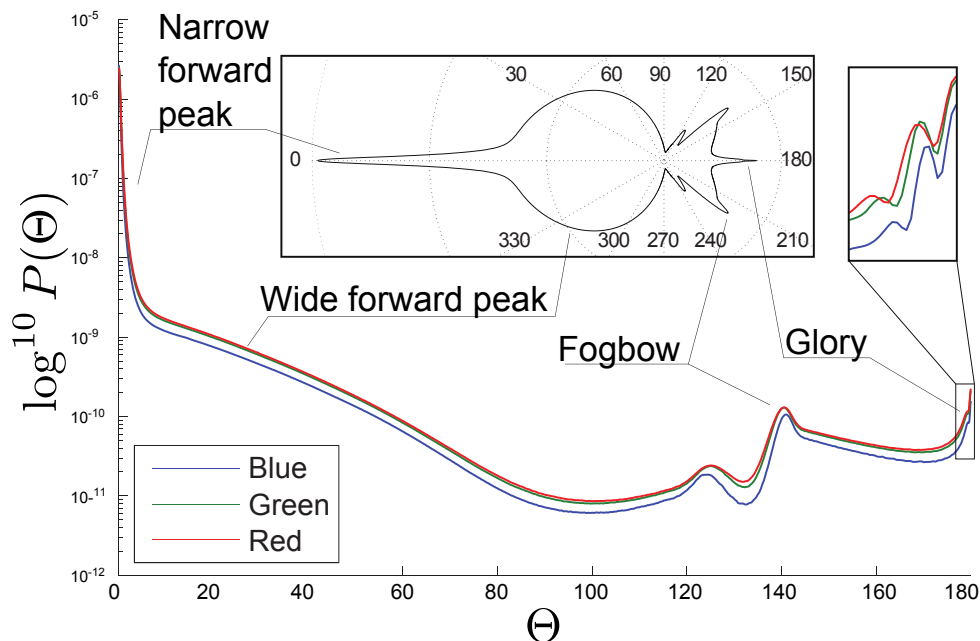 10⁻⁵
10⁻⁶
10⁻⁷
10⁻⁸
10⁻⁹
10⁻¹⁰
10⁻¹¹
10⁻¹²
log¹⁰ P(Θ)
Narrow
forward
peak
30 60 90 120 150
0 180
330 300 270 240 210
Wide forward peak
Fogbow
Glory
Blue
Green
Red
0 20 40 60 80 100 120 140 160 180
Θ